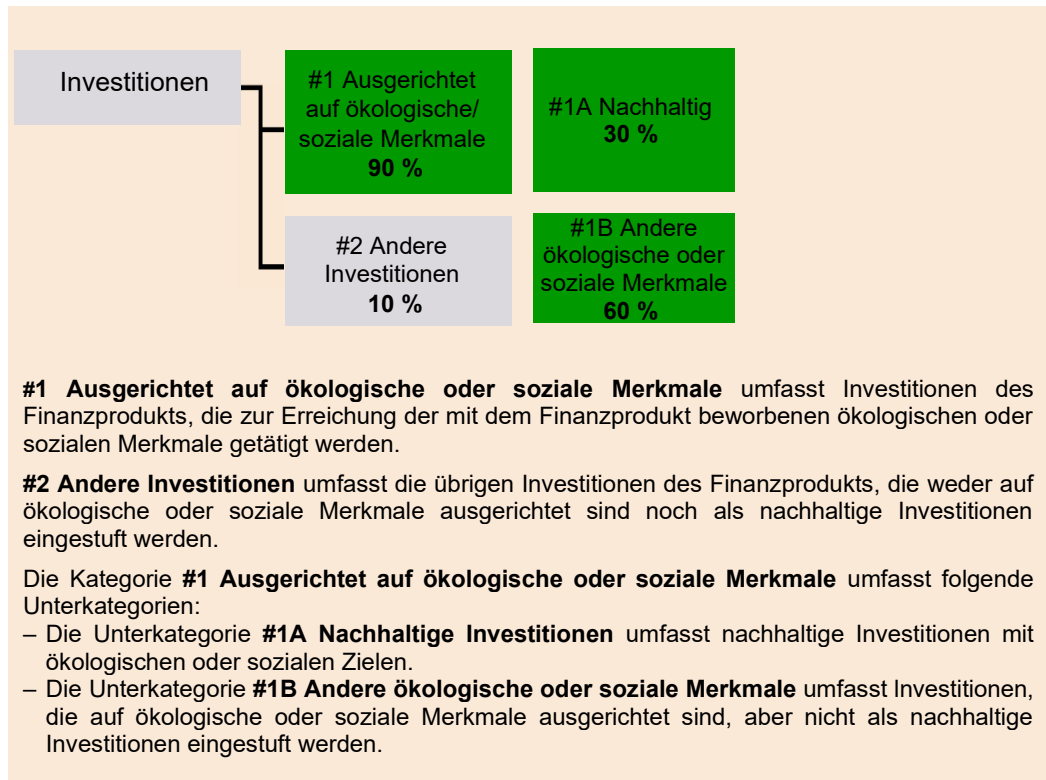 Investitionen
#1 Ausgerichtet
auf ökologische/
soziale Merkmale
90 %
#1A Nachhaltig
30 %
#2 Andere
Investitionen
10 %
#1B Andere
ökologische oder
soziale Merkmale
60 %
#1 Ausgerichtet auf ökologische oder soziale Merkmale umfasst Investitionen des
Finanzprodukts, die zur Erreichung der mit dem Finanzprodukt beworbenen ökologischen oder
sozialen Merkmale getätigt werden.
#2 Andere Investitionen umfasst die übrigen Investitionen des Finanzprodukts, die weder auf
ökologische oder soziale Merkmale ausgerichtet sind noch als nachhaltige Investitionen
eingestuft werden.
Die Kategorie #1 Ausgerichtet auf ökologische oder soziale Merkmale umfasst folgende
Unterkategorien:
– Die Unterkategorie #1A Nachhaltige Investitionen umfasst nachhaltige Investitionen mit
ökologischen oder sozialen Zielen.
– Die Unterkategorie #1B Andere ökologische oder soziale Merkmale umfasst Investitionen,
die auf ökologische oder soziale Merkmale ausgerichtet sind, aber nicht als nachhaltige
Investitionen eingestuft werden.